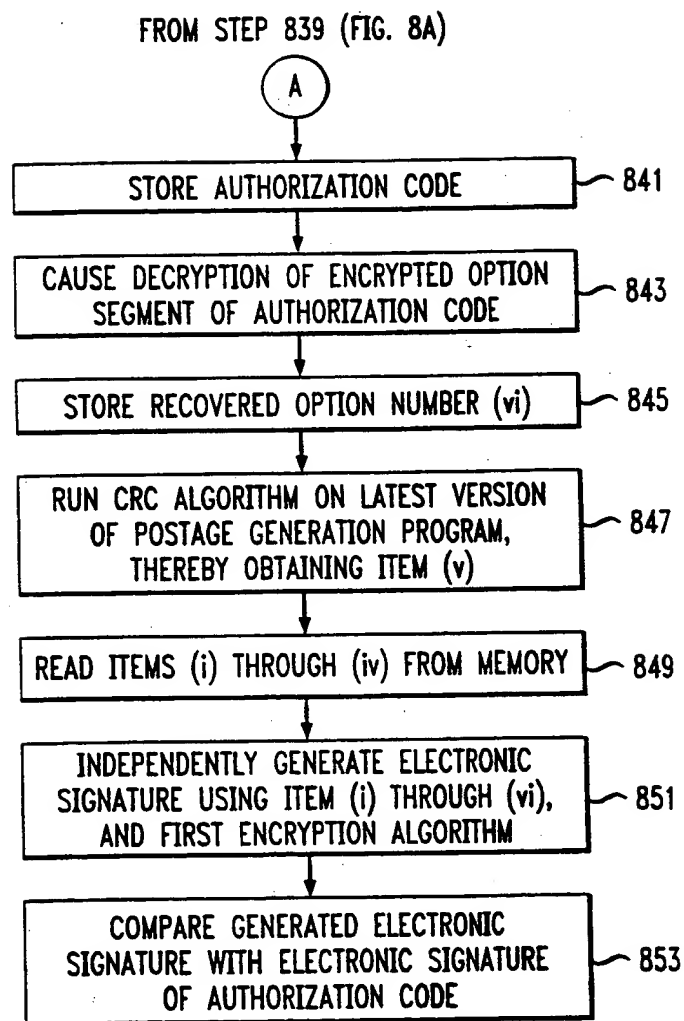 FROM STEP 839 (FIG. 8A)
A
STORE AUTHORIZATION CODE
841
CAUSE DECRYPTION OF ENCRYPTED OPTION
SEGMENT OF AUTHORIZATION CODE
843
STORE RECOVERED OPTION NUMBER (vi)
845
RUN CRC ALGORITHM ON LATEST VERSION
OF POSTAGE GENERATION PROGRAM,
THEREBY OBTAINING ITEM (v)
847
READ ITEMS (i) THROUGH (iv) FROM MEMORY
849
INDEPENDENTLY GENERATE ELECTRONIC
SIGNATURE USING ITEM (i) THROUGH (vi),
AND FIRST ENCRYPTION ALGORITHM
851
COMPARE GENERATED ELECTRONIC
SIGNATURE WITH ELECTRONIC SIGNATURE
OF AUTHORIZATION CODE
853